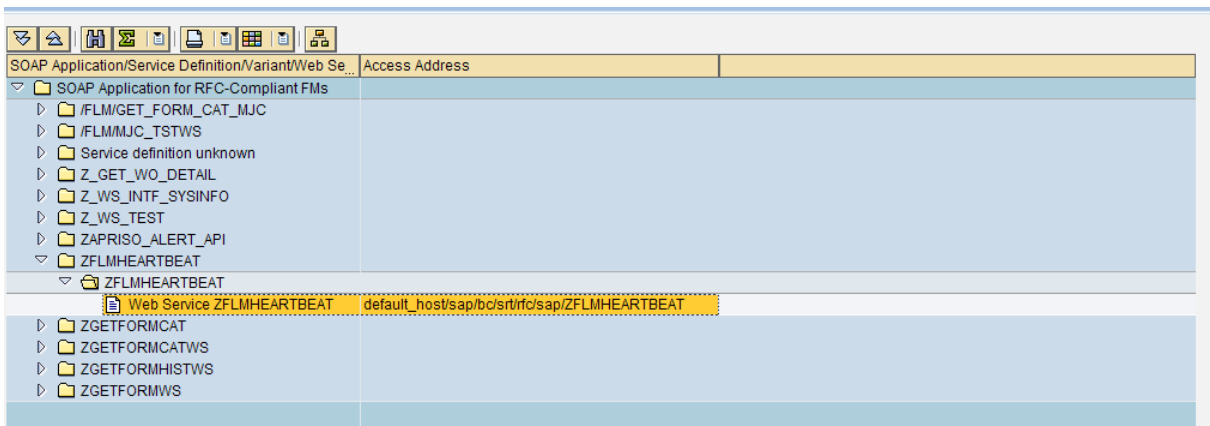 SOAP Application/Service Definition/Variant/Web Se... Access Address
SOAP Application for RFC-Compliant FMs
/FLM/GET_FORM_CAT_MJC
/FLM/MJC_TSTWS
Service definition unknown
Z_GET_WO_DETAIL
Z_WS_INTF_SYSINFO
Z_WS_TEST
ZAPRISO_ALERT_API
ZFLMHEARTBEAT
ZFLMHEARTBEAT
Web Service ZFLMHEARTBEAT default_host/sap/bc/srt/rfc/sap/ZFLMHEARTBEAT
ZGETFORMCAT
ZGETFORMCATWS
ZGETFORMHISTWS
ZGETFORMWS